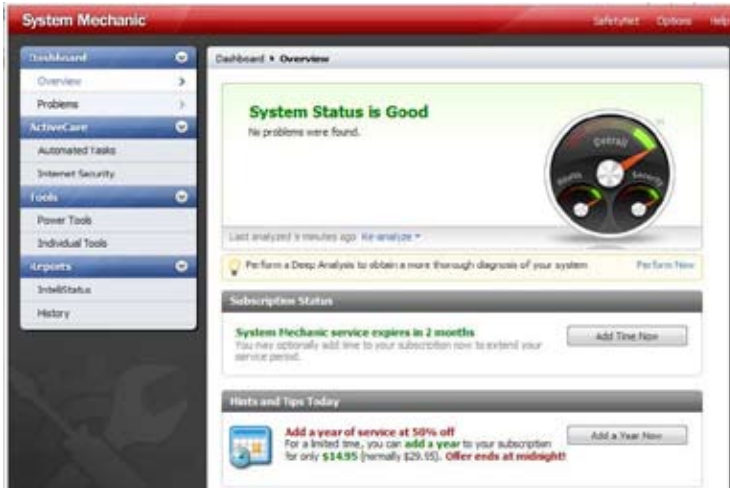 System Mechanic
SafetyNet Options Help
Dashboard
Overview
Problems
ActiveCare
Automated Tasks
Internet Security
Tools
Power Tools
Individual Tools
Reports
IntelliStatus
History
Dashboard Overview
System Status is Good
No problems were found.
Overall
Health
Security
Last analyzed 9 minutes ago Re-analyze
Perform a Deep Analysis to obtain a more thorough diagnosis of your system Perform Now
Subscription Status
System Mechanic service expires in 2 months
You may optionally add time to your subscription now to extend your
service period.
Add Time Now
Hints and Tips Today
Add a year of service at 50% off
For a limited time, you can add a year to your subscription
for only $14.95 (normally $29.95). Offer ends at midnight!
Add a Year Now